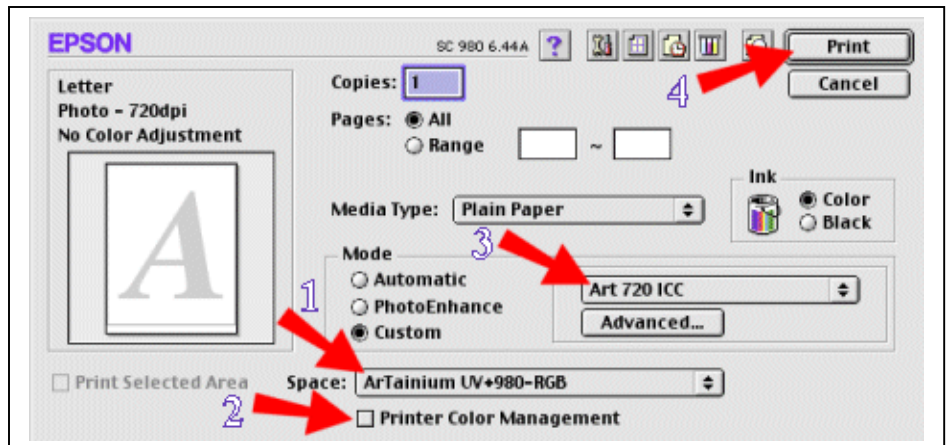 EPSON
SC 980 6.44A
?
Print
Cancel
4
Letter
Photo - 720dpi
No Color Adjustment
A
Copies: 1
Pages: All
Range ~
Media Type: Plain Paper
Ink
Color
Black
3
Mode
Automatic
PhotoEnhance
Custom
Art 720 ICC
Advanced...
1
Print Selected Area
Space: ArTainium UV+980-RGB
2
Printer Color Management